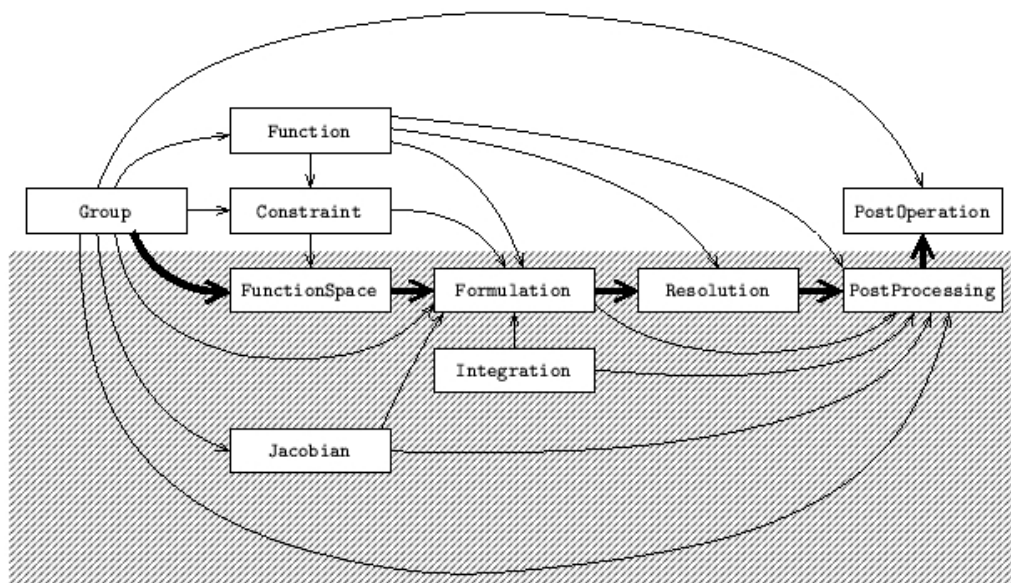 Function
Group
Constraint
PostOperation
FunctionSpace
Formulation
Resolution
PostProcessing
Integration
Jacobian